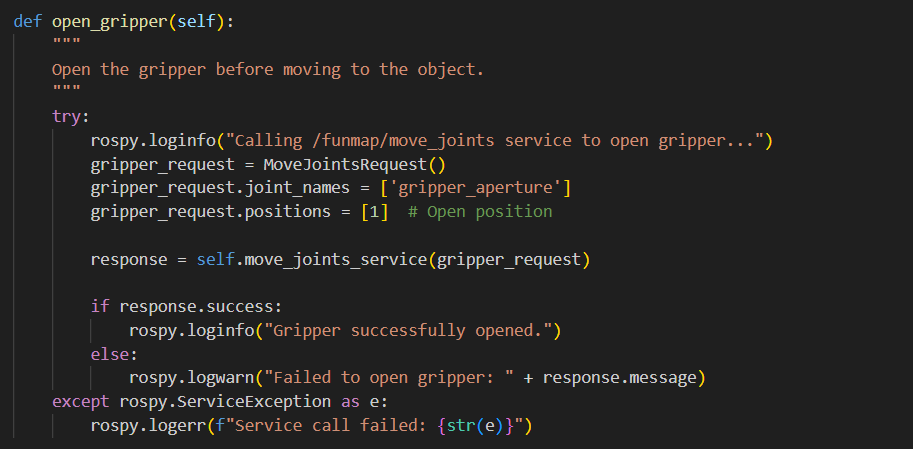 def open_gripper(self):
    """
    Open the gripper before moving to the object.
    """
    try:
        rospy.loginfo("Calling /funmap/move_joints service to open gripper...")
        gripper_request = MoveJointsRequest()
        gripper_request.joint_names = ['gripper_aperture']
        gripper_request.positions = [1]  # Open position

        response = self.move_joints_service(gripper_request)

        if response.success:
            rospy.loginfo("Gripper successfully opened.")
        else:
            rospy.logwarn("Failed to open gripper: " + response.message)
    except rospy.ServiceException as e:
        rospy.logerr(f"Service call failed: {str(e)}")